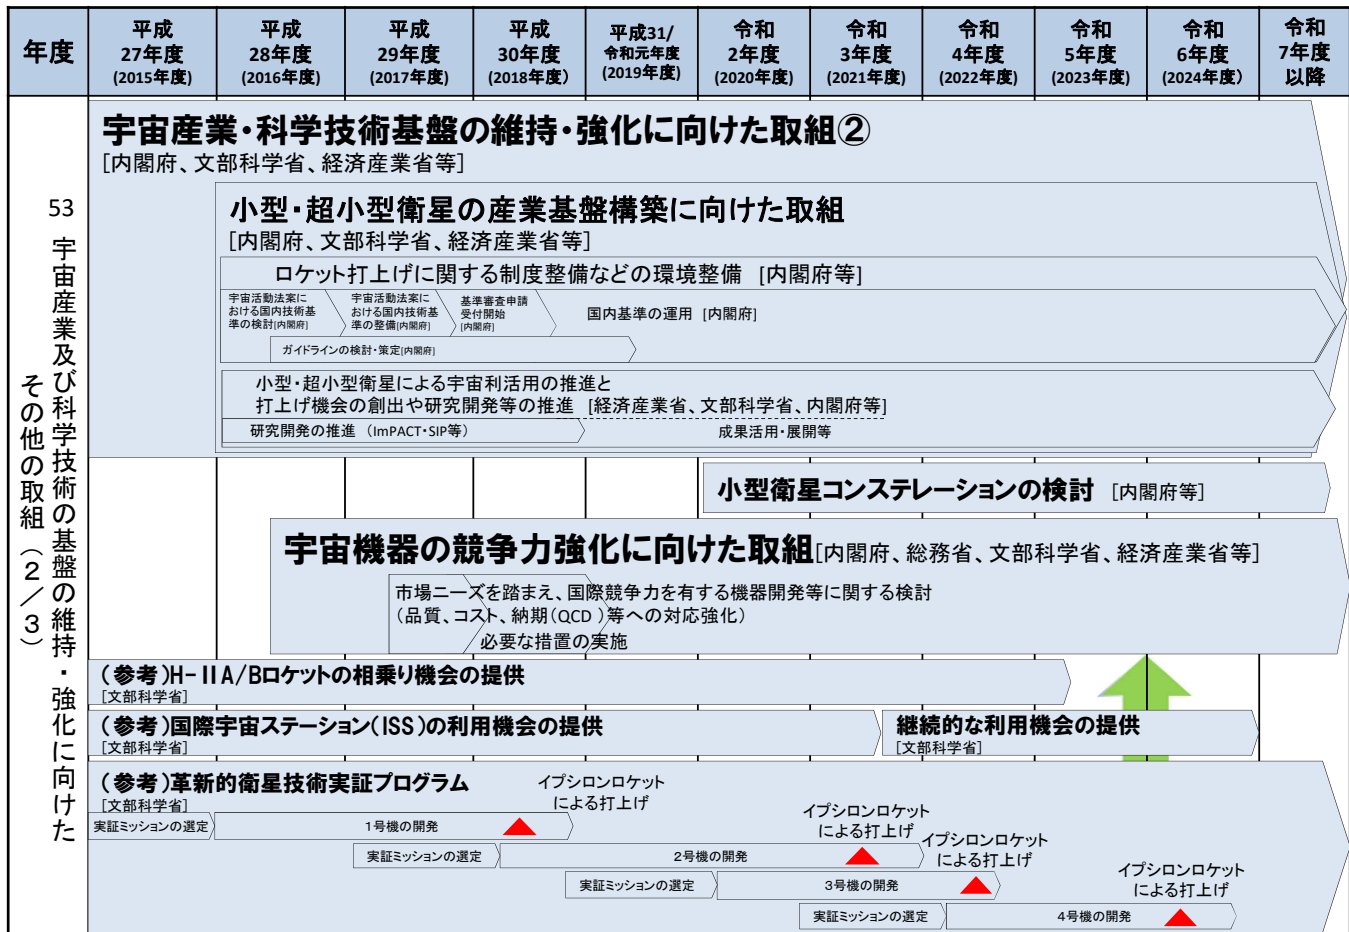 年度
平成
27年度
(2015年度)
平成
28年度
(2016年度)
平成
29年度
(2017年度)
平成
30年度
(2018年度)
平成31/
令和元年度
(2019年度)
令和
2年度
(2020年度)
令和
3年度
(2021年度)
令和
4年度
(2022年度)
令和
5年度
(2023年度)
令和
6年度
(2024年度)
令和
7年度
以降
53 宇宙産業及び科学技術の基盤の維持・強化に向けた
その他の取組（2／3）
宇宙産業・科学技術基盤の維持・強化に向けた取組②
[内閣府、文部科学省、経済産業省等]
小型・超小型衛星の産業基盤構築に向けた取組
[内閣府、文部科学省、経済産業省等]
ロケット打上げに関する制度整備などの環境整備 [内閣府等]
宇宙活動法案に
おける国内技術基
準の検討[内閣府]
宇宙活動法案に
おける国内技術基
準の整備[内閣府]
基準審査申請
受付開始
[内閣府]
国内基準の運用 [内閣府]
ガイドラインの検討・策定[内閣府]
小型・超小型衛星による宇宙利活用の推進と
打上げ機会の創出や研究開発等の推進 [経済産業省、文部科学省、内閣府等]
研究開発の推進 （ImPACT・SIP等）
成果活用・展開等
小型衛星コンステレーションの検討 [内閣府等]
宇宙機器の競争力強化に向けた取組[内閣府、総務省、文部科学省、経済産業省等]
市場ニーズを踏まえ、国際競争力を有する機器開発等に関する検討
(品質、コスト、納期(QCD)等への対応強化)
必要な措置の実施
(参考)H-IIA/Bロケットの相乗り機会の提供
[文部科学省]
(参考)国際宇宙ステーション(ISS)の利用機会の提供
[文部科学省]
継続的な利用機会の提供
[文部科学省]
(参考)革新的衛星技術実証プログラム
[文部科学省]
イプシロンロケット
による打上げ
実証ミッションの選定
1号機の開発
イプシロンロケット
による打上げ
実証ミッションの選定
2号機の開発
イプシロンロケット
による打上げ
実証ミッションの選定
3号機の開発
イプシロンロケット
による打上げ
実証ミッションの選定
4号機の開発